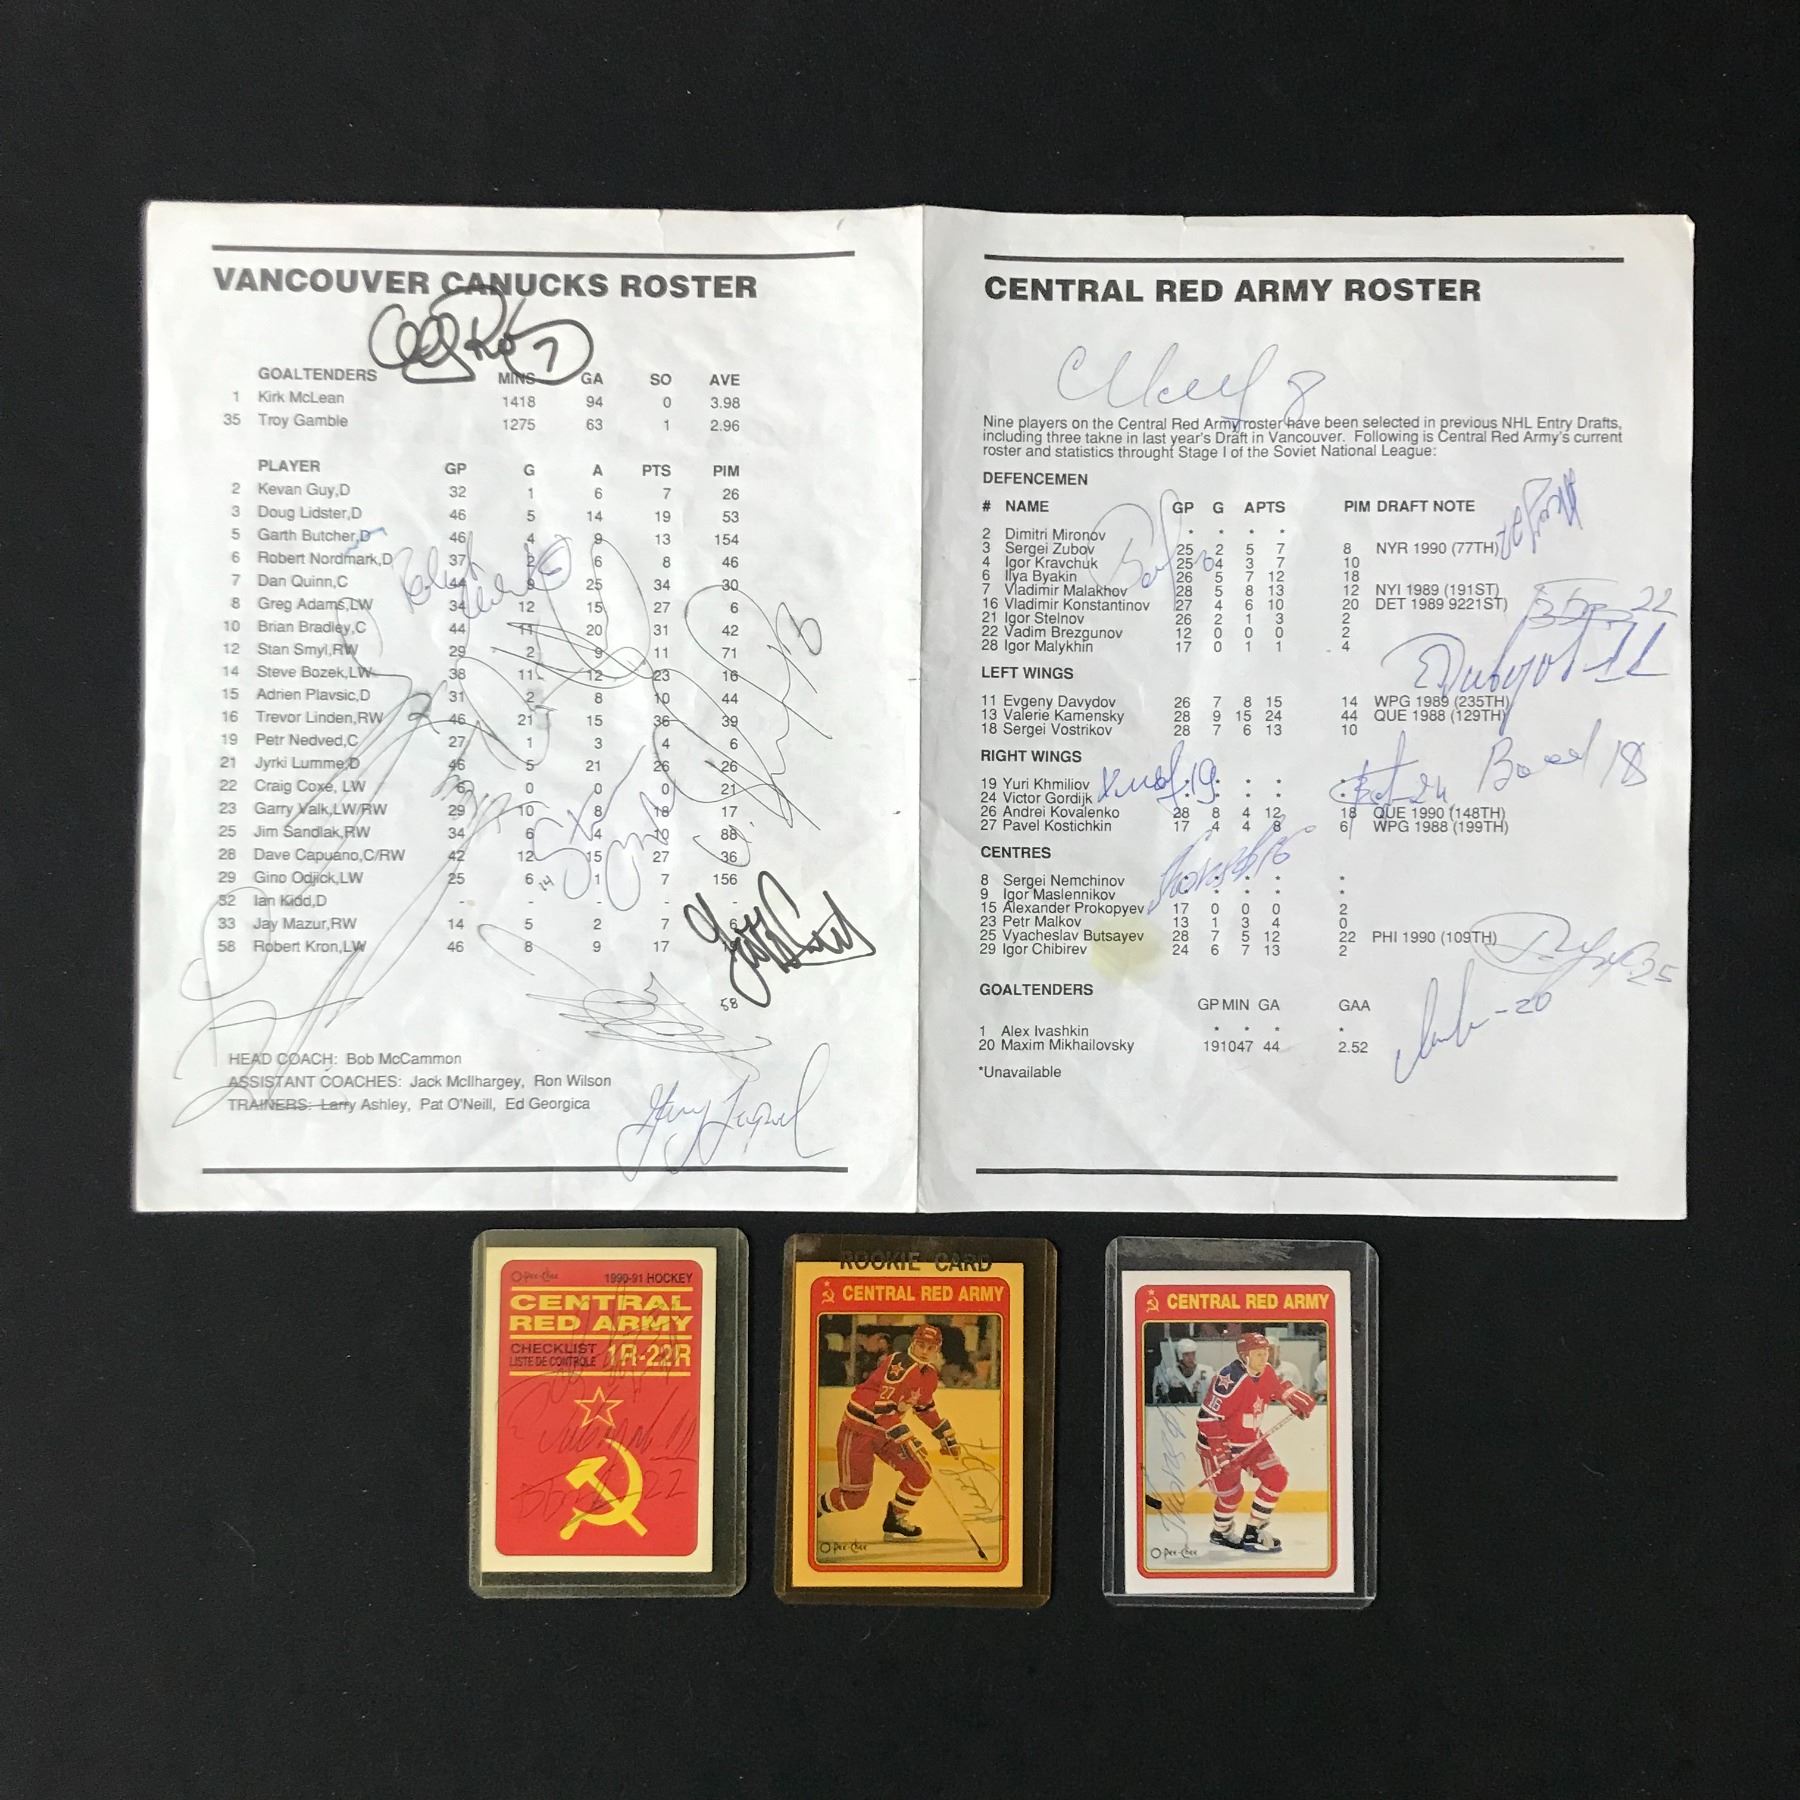 VANCOUVER CANUCKS ROSTER
GOALTENDERS MINS GA SO AVE
1 Kirk McLean 1418 94 0 3.98
35 Troy Gamble 1275 63 1 2.96
PLAYER GP G A PTS PIM
2 Kevan Guy,D 32 1 6 7 26
3 Doug Lidster,D 46 5 14 19 53
5 Garth Butcher,D 46 4 9 13 154
6 Robert Nordmark,D 37 2 6 8 46
7 Dan Quinn,C 44 9 25 34 30
8 Greg Adams,LW 34 12 15 27 6
10 Brian Bradley,C 44 11 20 31 42
12 Stan Smyl,RW 29 2 9 11 71
14 Steve Bozek,LW 38 11 12 23 16
15 Adrien Plavsic,D 31 2 8 10 44
16 Trevor Linden,RW 46 21 15 36 39
19 Petr Nedved,C 27 1 3 4 6
21 Jyrki Lumme,D 46 5 21 26 26
22 Craig Coxe, LW 6 0 0 0 21
23 Garry Valk,LW/RW 29 10 8 18 17
25 Jim Sandlak,RW 34 6 4 10 88
28 Dave Capuano,C/RW 42 12 15 27 36
29 Gino Odjick,LW 25 6 1 7 156
32 Ian Kidd,D - - - - -
33 Jay Mazur,RW 14 5 2 7 6
58 Robert Kron,LW 46 8 9 17
58
HEAD COACH: Bob McCammon
ASSISTANT COACHES: Jack McIlhargey, Ron Wilson
TRAINERS: Larry Ashley, Pat O'Neill, Ed Georgica
CENTRAL RED ARMY ROSTER
8
Nine players on the Central Red Army roster have been selected in previous NHL Entry Drafts,
including three takne in last year's Draft in Vancouver. Following is Central Red Army's current
roster and statistics throught Stage I of the Soviet National League:
DEFENCEMEN
# NAME GP G APTS PIM DRAFT NOTE
2 Dimitri Mironov * * * * *
3 Sergei Zubov 25 2 5 7 8 NYR 1990 (77TH)
4 Igor Kravchuk 25 4 3 7 10
6 Ilya Byakin 26 5 7 12 18
7 Vladimir Malakhov 28 5 8 13 12 NYI 1989 (191ST)
16 Vladimir Konstantinov 27 4 6 10 20 DET 1989 9221ST)
21 Igor Stelnov 26 2 1 3 2
22 Vadim Brezgunov 12 0 0 0 2
28 Igor Malykhin 17 0 1 1 4
22
11
LEFT WINGS
11 Evgeny Davydov 26 7 8 15 14 WPG 1989 (235TH)
13 Valerie Kamensky 28 9 15 24 44 QUE 1988 (129TH)
18 Sergei Vostrikov 28 7 6 13 10
18
RIGHT WINGS
19 Yuri Khmiliov * * * * *
24 Victor Gordijk * * * * *
26 Andrei Kovalenko 28 8 4 12 18 QUE 1990 (148TH)
27 Pavel Kostichkin 17 4 4 8 6 WPG 1988 (199TH)
19
24
CENTRES
8 Sergei Nemchinov * * * * *
9 Igor Maslennikov * * * * *
15 Alexander Prokopyev 17 0 0 0 2
23 Petr Malkov 13 1 3 4 0
25 Vyacheslav Butsayev 28 7 5 12 22 PHI 1990 (109TH)
29 Igor Chibirev 24 6 7 13 2
25
-20
GOALTENDERS
GP MIN GA GAA
1 Alex Ivashkin * * * *
20 Maxim Mikhailovsky 191047 44 2.52
*Unavailable
O-Pee-Chee 1990-91 HOCKEY
CENTRAL
RED ARMY
CHECKLIST
LISTE DE CONTROLE 1R-22R
11
22
ROOKIE CARD
CENTRAL RED ARMY
27
O-Pee-Chee
CENTRAL RED ARMY
O-Pee-Chee